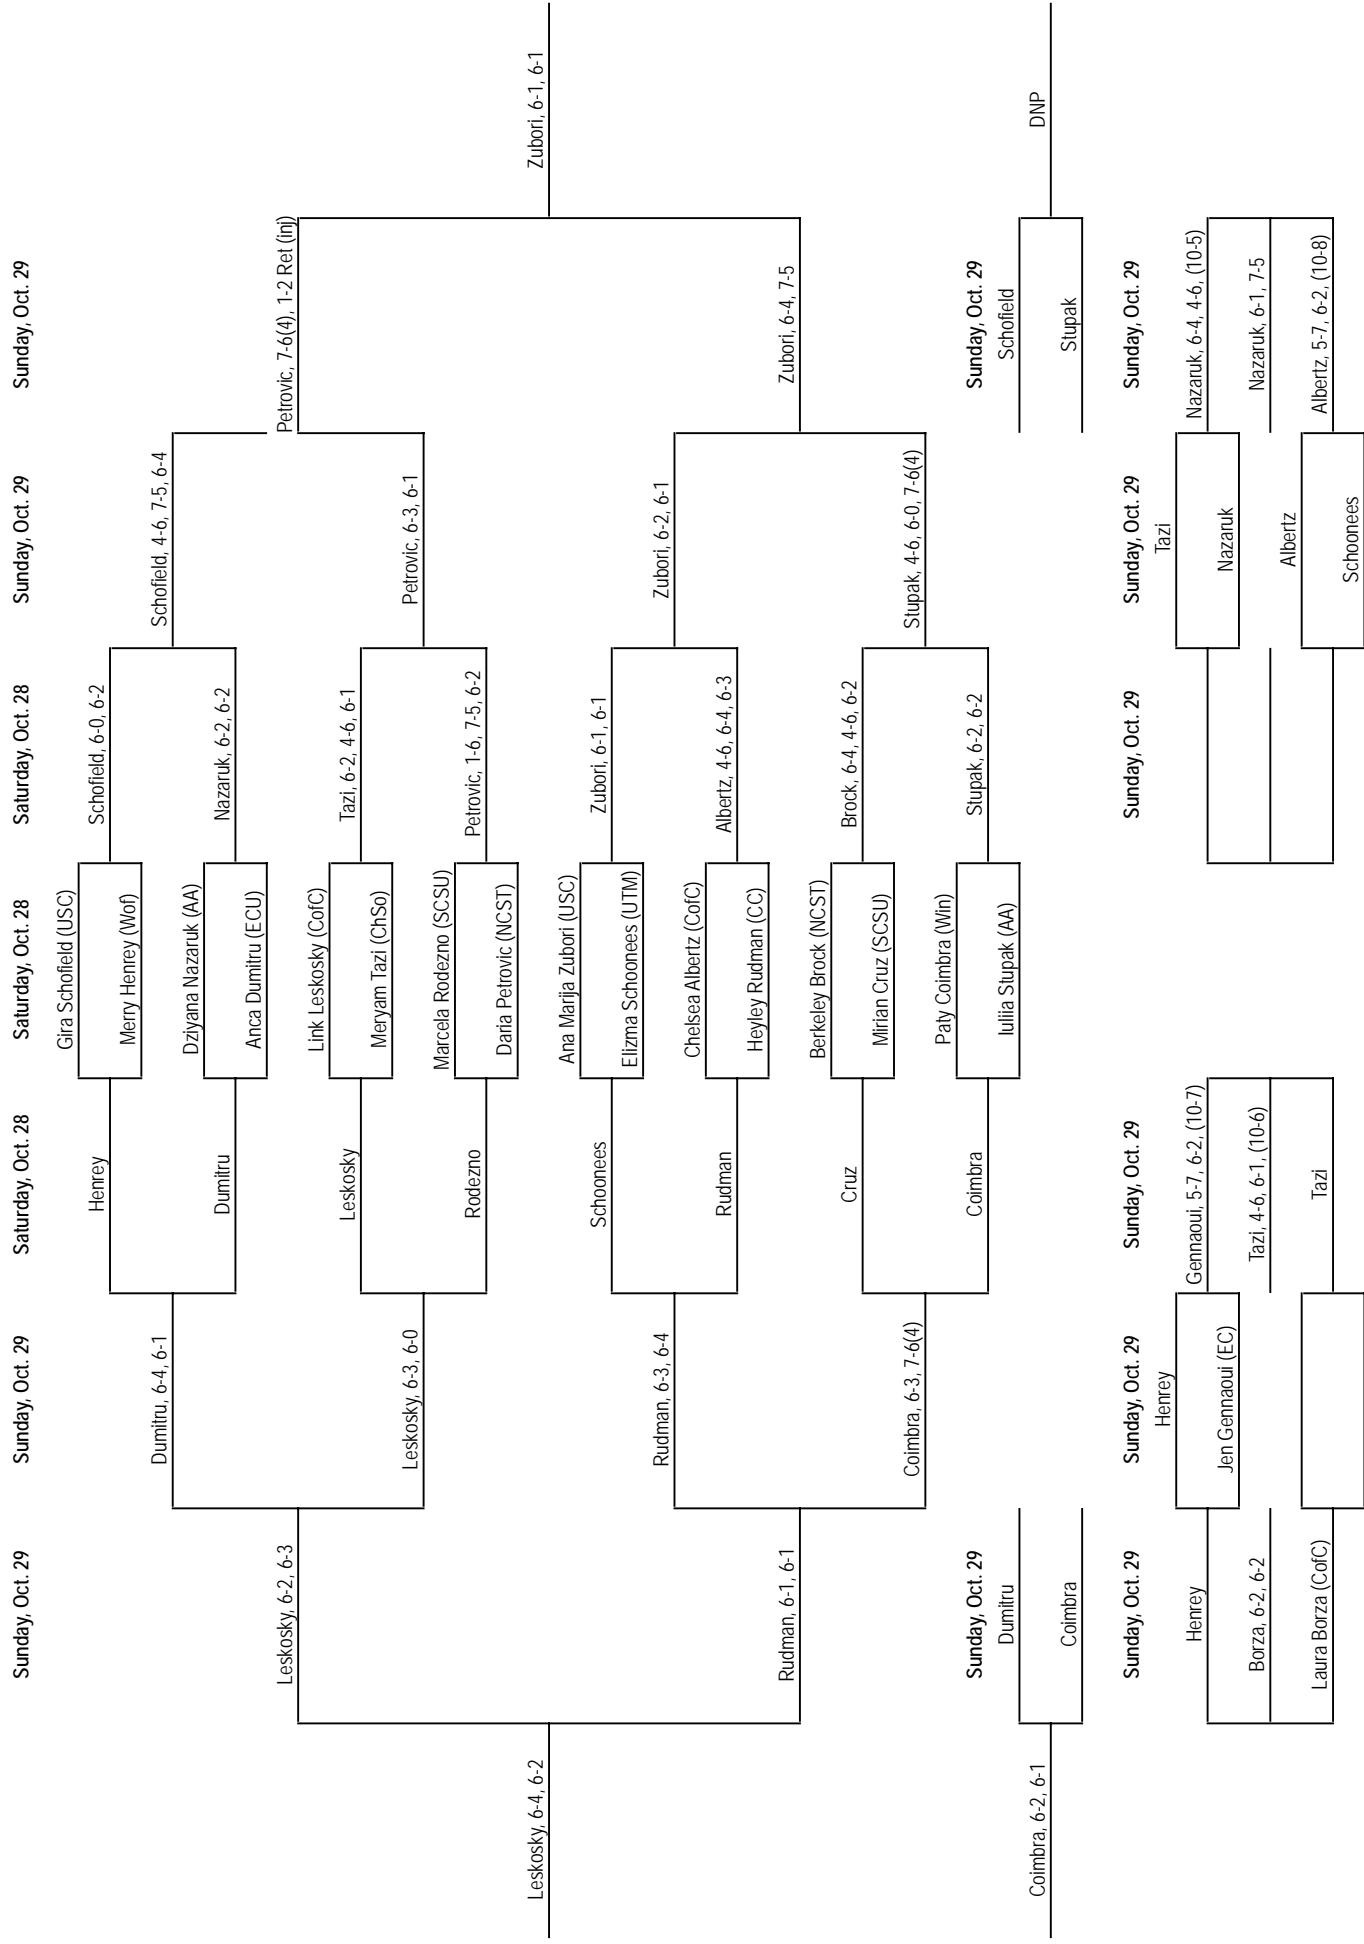 Sunday, Oct. 29
Sunday, Oct. 29
Saturday, Oct. 28
Saturday, Oct. 28
Saturday, Oct. 28
Sunday, Oct. 29
Sunday, Oct. 29
Gira Schofield (USC)
Henrey
Schofield, 6-0, 6-2
Merry Henrey (Wof)
Dumitru, 6-4, 6-1
Schofield, 4-6, 7-5, 6-4
Dziyana Nazaruk (AA)
Dumitru
Nazaruk, 6-2, 6-2
Anca Dumitru (ECU)
Leskosky, 6-2, 6-3
Petrovic, 7-6(4), 1-2 Ret (inj)
Link Leskosky (CofC)
Leskosky
Tazi, 6-2, 4-6, 6-1
Meryam Tazi (ChSo)
Leskosky, 6-3, 6-0
Petrovic, 6-3, 6-1
Marcela Rodezno (SCSU)
Rodezno
Petrovic, 1-6, 7-5, 6-2
Daria Petrovic (NCST)
Leskosky, 6-4, 6-2
Zubori, 6-1, 6-1
Ana Marija Zubori (USC)
Schoonees
Zubori, 6-1, 6-1
Elizma Schoonees (UTM)
Rudman, 6-3, 6-4
Zubori, 6-2, 6-1
Chelsea Albertz (CofC)
Rudman
Albertz, 4-6, 6-4, 6-3
Heyley Rudman (CC)
Rudman, 6-1, 6-1
Zubori, 6-4, 7-5
Berkeley Brock (NCST)
Cruz
Brock, 6-4, 4-6, 6-2
Mirian Cruz (SCSU)
Coimbra, 6-3, 7-6(4)
Stupak, 4-6, 6-0, 7-6(4)
Paty Coimbra (Win)
Coimbra
Stupak, 6-2, 6-2
Iuliia Stupak (AA)
Sunday, Oct. 29
Sunday, Oct. 29
Dumitru
Schofield
Coimbra, 6-2, 6-1
DNP
Coimbra
Stupak
Sunday, Oct. 29
Sunday, Oct. 29
Sunday, Oct. 29
Sunday, Oct. 29
Sunday, Oct. 29
Sunday, Oct. 29
Henrey
Tazi
Henrey
Gennaoui, 5-7, 6-2, (10-7)
Nazaruk, 6-4, 4-6, (10-5)
Jen Gennaoui (EC)
Nazaruk
Borza, 6-2, 6-2
Tazi, 4-6, 6-1, (10-6)
Nazaruk, 6-1, 7-5
Albertz
Laura Borza (CofC)
Tazi
Albertz, 5-7, 6-2, (10-8)
Schoonees